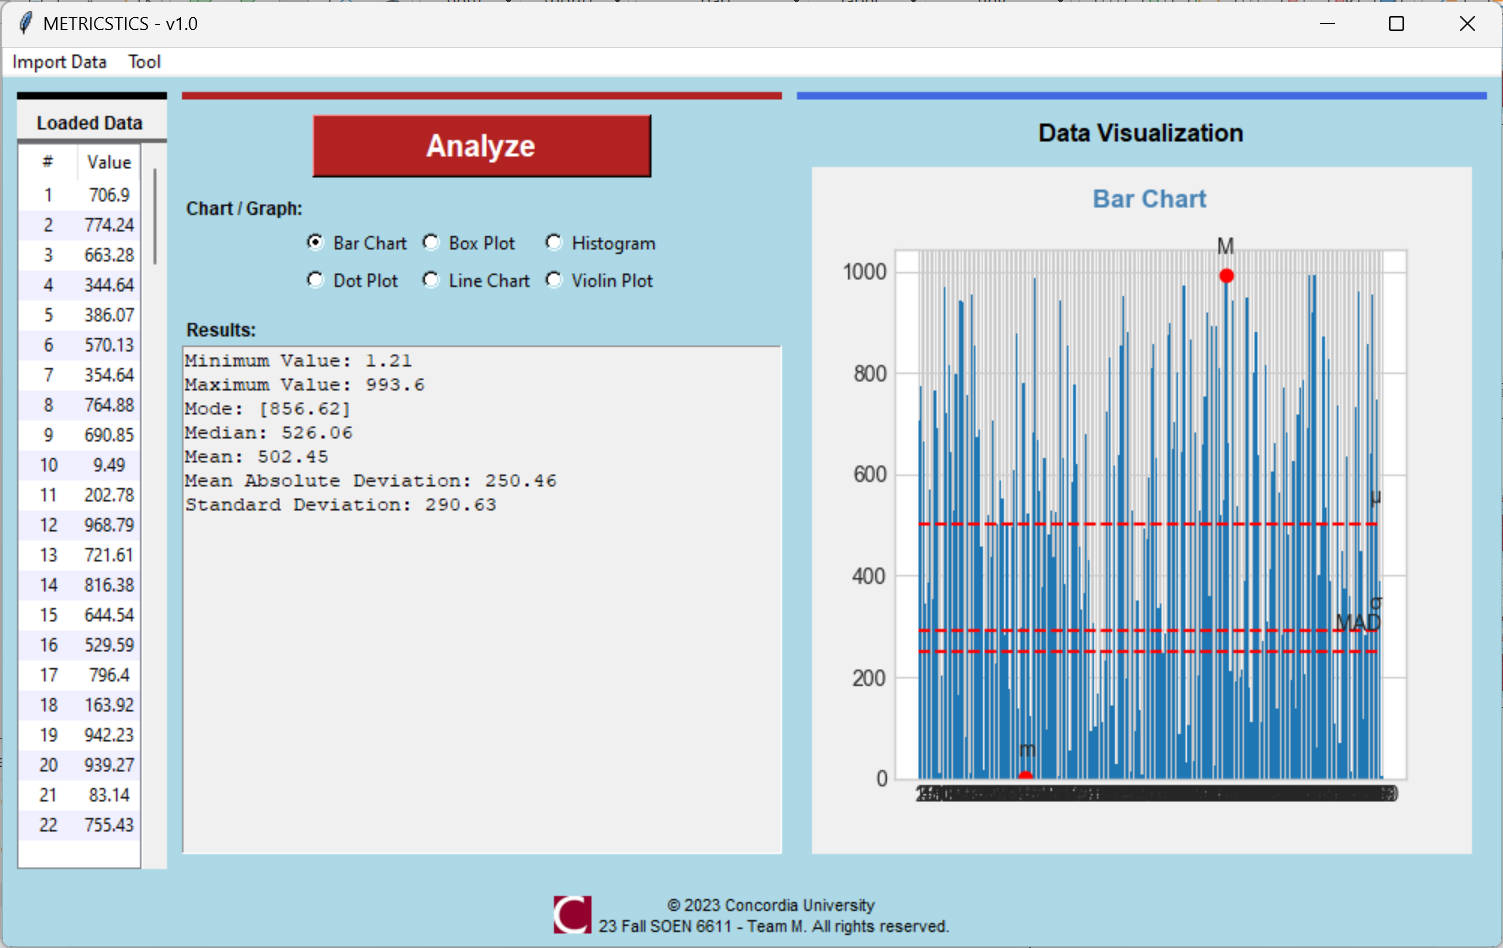 METRICSTICS - v1.0
Import Data Tool
Loaded Data
# Value
1 706.9
2 774.24
3 663.28
4 344.64
5 386.07
6 570.13
7 354.64
8 764.88
9 690.85
10 9.49
11 202.78
12 968.79
13 721.61
14 816.38
15 644.54
16 529.59
17 796.4
18 163.92
19 942.23
20 939.27
21 83.14
22 755.43
Analyze
Chart / Graph:
Bar Chart Box Plot Histogram
Dot Plot Line Chart Violin Plot
Results:
Minimum Value: 1.21
Maximum Value: 993.6
Mode: [856.62]
Median: 526.06
Mean: 502.45
Mean Absolute Deviation: 250.46
Standard Deviation: 290.63
Data Visualization
Bar Chart
M
1000
800
600
μ
400
σ
MAD
200
m
0
C
© 2023 Concordia University
23 Fall SOEN 6611 - Team M. All rights reserved.